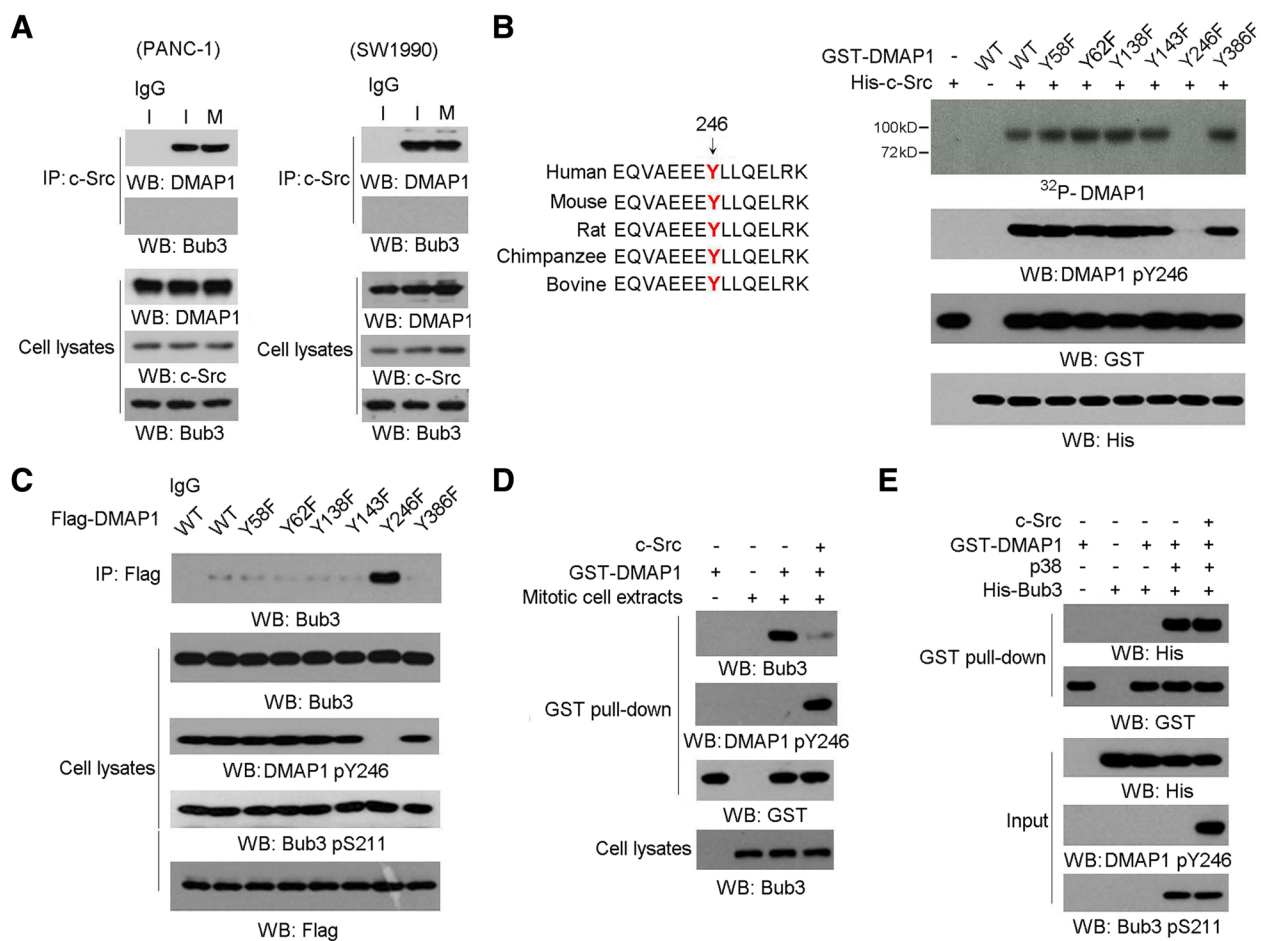 A
(PANC-1)
(SW1990)
IgG
IgG
I I M
I I M
IP: c-Src
WB: DMAP1
WB: Bub3
IP: c-Src
WB: DMAP1
WB: Bub3
Cell lysates
WB: DMAP1
WB: c-Src
WB: Bub3
Cell lysates
WB: DMAP1
WB: c-Src
WB: Bub3
B
246
Human EQVAEEEYLLQELRK
Mouse EQVAEEEYLLQELRK
Rat EQVAEEEYLLQELRK
Chimpanzee EQVAEEEYLLQELRK
Bovine EQVAEEEYLLQELRK
GST-DMAP1 - WT WT Y58F Y62F Y138F Y143F Y246F Y386F
His-c-Src + - + + + + + + +
100kD
72kD
32P- DMAP1
WB: DMAP1 pY246
WB: GST
WB: His
C
IgG
Flag-DMAP1 WT WT Y58F Y62F Y138F Y143F Y246F Y386F
IP: Flag
WB: Bub3
Cell lysates
WB: Bub3
WB: DMAP1 pY246
WB: Bub3 pS211
WB: Flag
D
c-Src - - - +
GST-DMAP1 + - + +
Mitotic cell extracts - + + +
GST pull-down
WB: Bub3
WB: DMAP1 pY246
WB: GST
Cell lysates
WB: Bub3
E
c-Src +
GST-DMAP1 + - + + +
p38 - - - + +
His-Bub3 - + + + +
GST pull-down
WB: His
WB: GST
Input
WB: His
WB: DMAP1 pY246
WB: Bub3 pS211